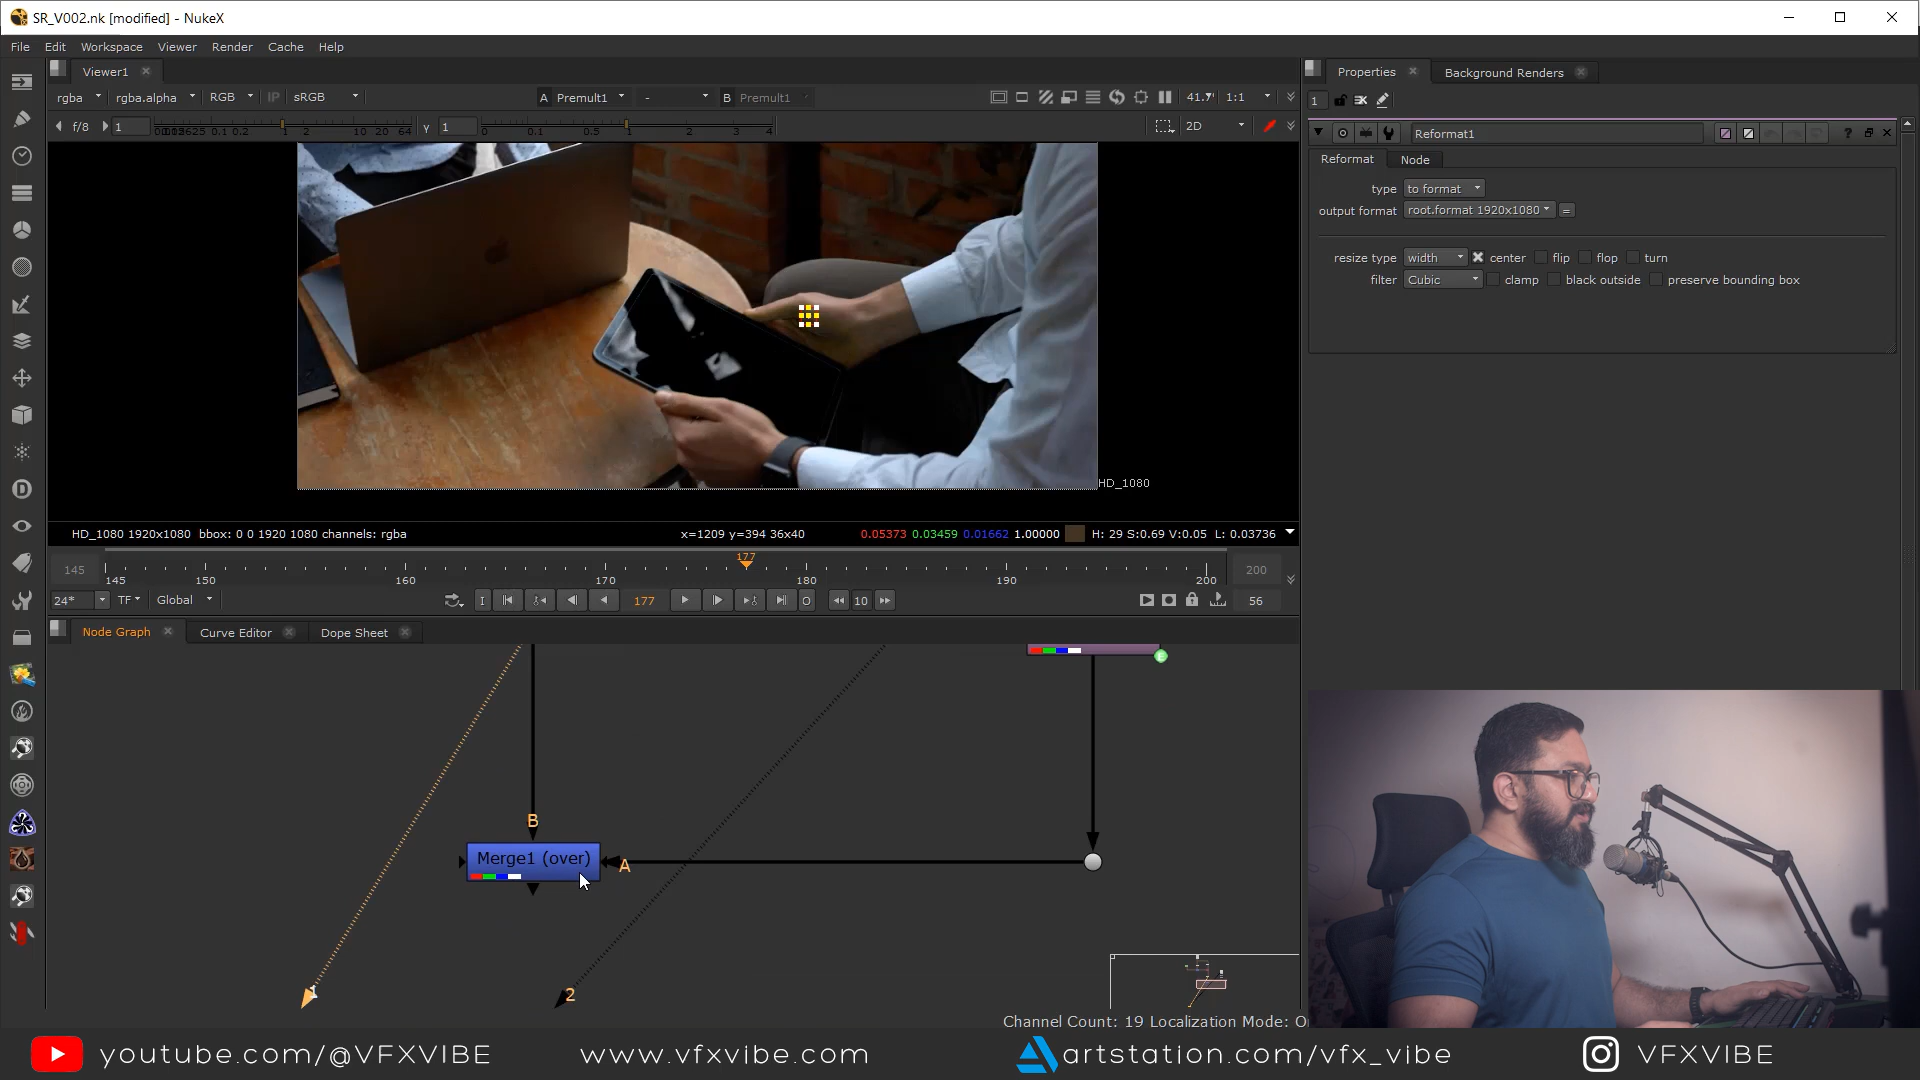 SR_V002.nk [modified] - NukeX
File Edit Workspace Viewer Render Cache Help
Viewer1
rgba rgba.alpha RGB IP sRGB A Premult1 - B Premult1 1:1
f/8 1 γ 1 2D
HD_1080
HD_1080 1920x1080 bbox: 0 0 1920 1080 channels: rgba x=1209 y=394 36x40 0.05373 0.03459 0.01662 1.00000 H: 29 S:0.69 V:0.05 L: 0.03736
177
145 145 150 160 170 180 190 200 200
24* TF Global I 177 O 10 56
Node Graph Curve Editor Dope Sheet
B
Merge1 (over) A
1 2
Channel Count: 19 Localization Mode: O
Properties Background Renders
1
Reformat1 ?
Reformat Node
type to format
output format root.format 1920x1080 =
resize type width center flip flop turn
filter Cubic clamp black outside preserve bounding box
youtube.com/@VFXVIBE www.vfxvibe.com artstation.com/vfx_vibe VFXVIBE